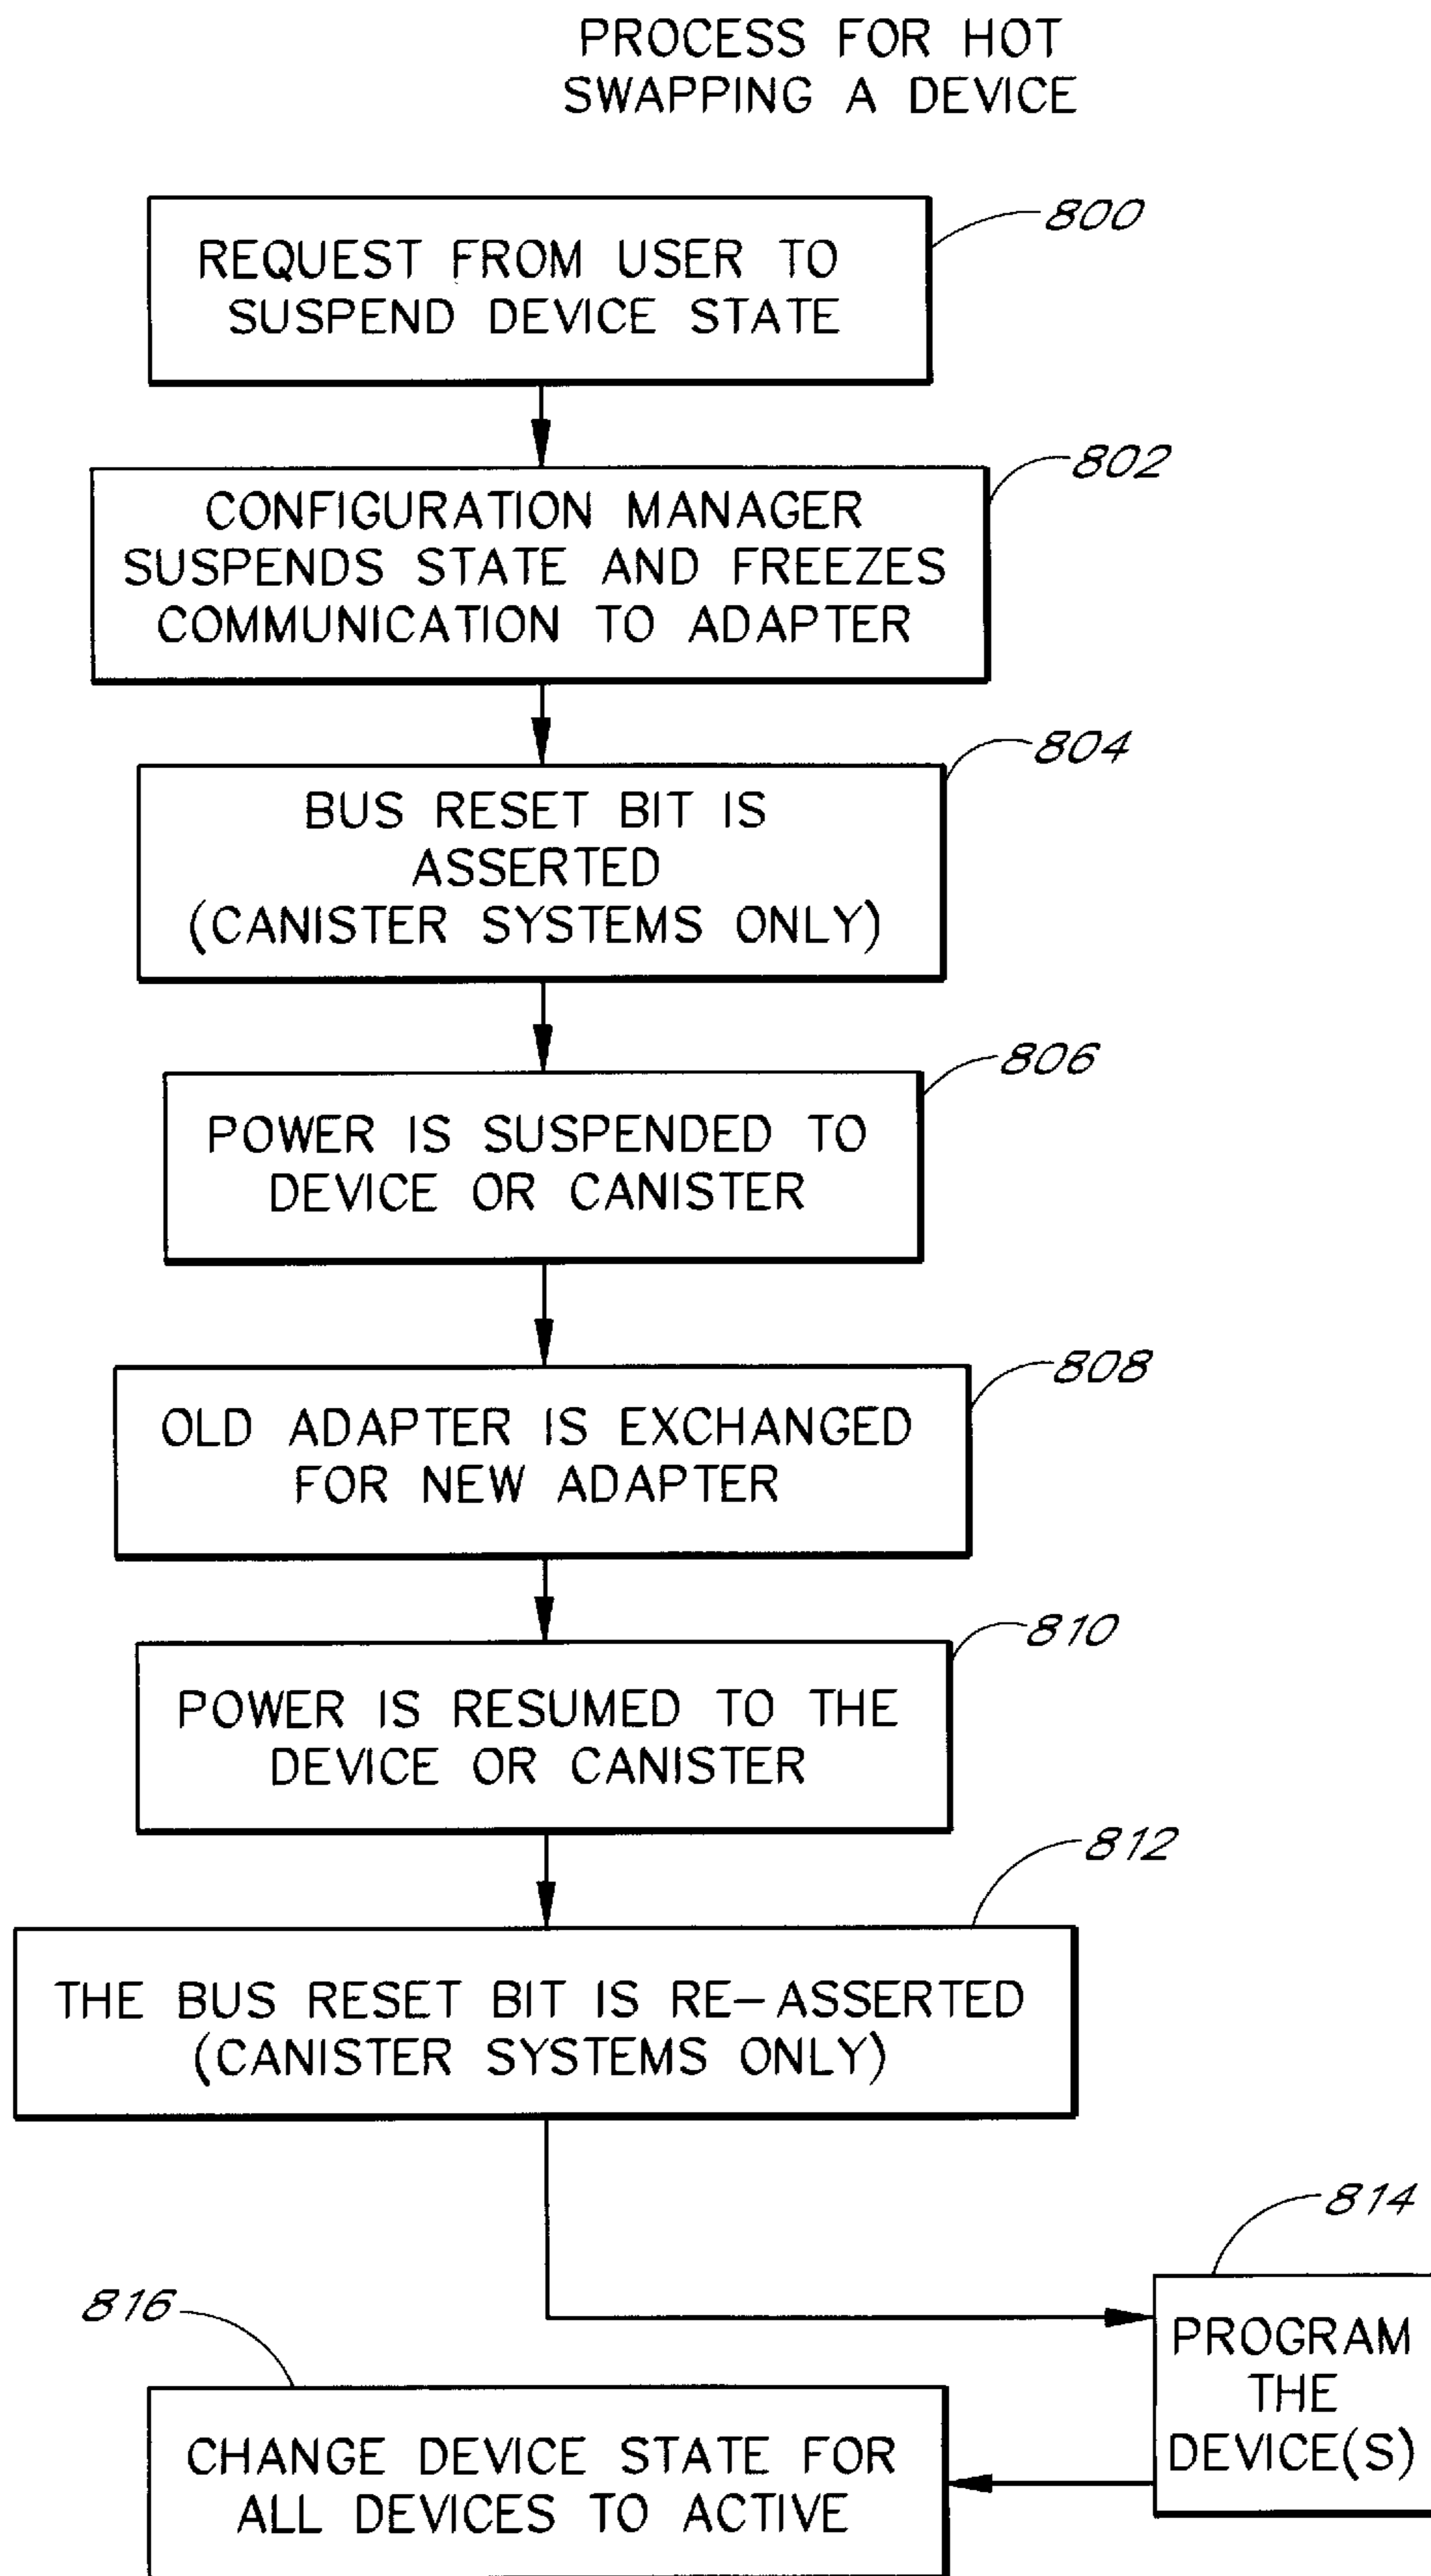 PROCESS FOR HOT
SWAPPING A DEVICE
800
REQUEST FROM USER TO
SUSPEND DEVICE STATE
802
CONFIGURATION MANAGER
SUSPENDS STATE AND FREEZES
COMMUNICATION TO ADAPTER
804
BUS RESET BIT IS
ASSERTED
(CANISTER SYSTEMS ONLY)
806
POWER IS SUSPENDED TO
DEVICE OR CANISTER
808
OLD ADAPTER IS EXCHANGED
FOR NEW ADAPTER
810
POWER IS RESUMED TO THE
DEVICE OR CANISTER
812
THE BUS RESET BIT IS RE-ASSERTED
(CANISTER SYSTEMS ONLY)
814
PROGRAM
THE
DEVICE(S)
816
CHANGE DEVICE STATE FOR
ALL DEVICES TO ACTIVE